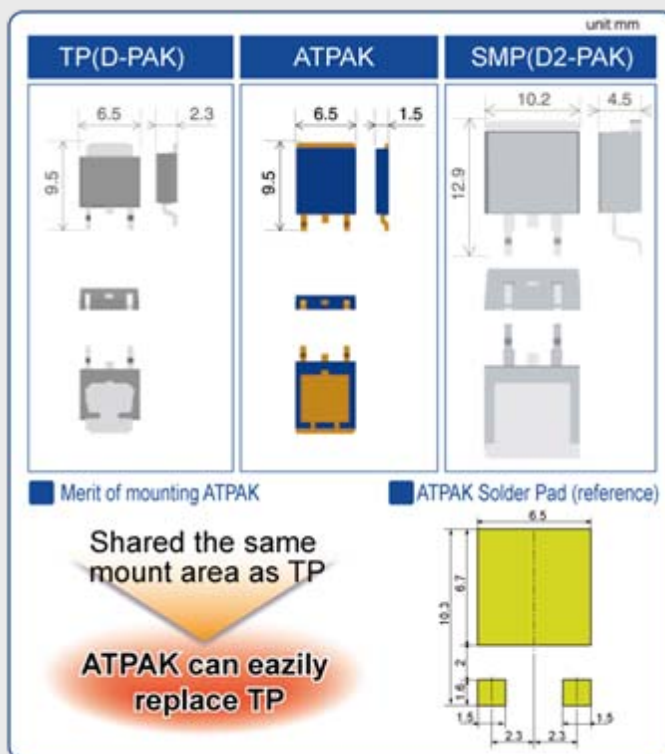 unit:mm
TP(D-PAK)
ATPAK
SMP(D2-PAK)
6.5
2.3
9.5
6.5
1.5
9.5
10.2
4.5
12.9
Merit of mounting ATPAK
Shared the same
mount area as TP
ATPAK can eazily
replace TP
ATPAK Solder Pad (reference)
6.5
6.7
10.3
2
1.6
1.5
1.5
2.3
2.3